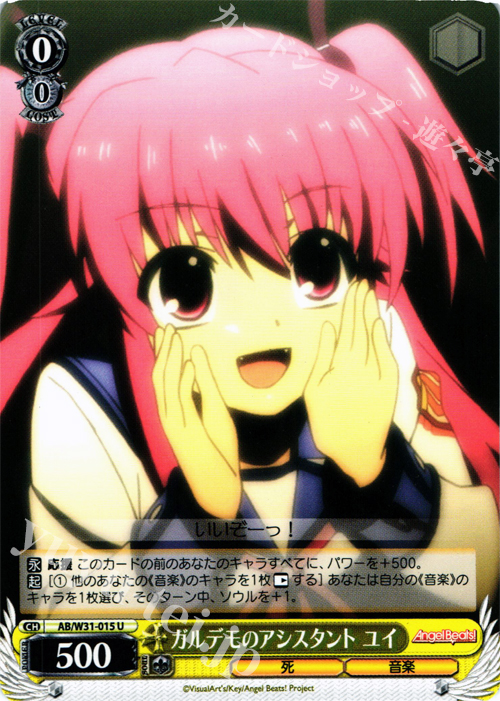 LEVEL
0
0
COST
カードショップ-遊々亭
いいぞーっ!
永 応援 このカードの前のあなたのキャラすべてに、パワーを+500。
起 [① 他のあなたの《音楽》のキャラを1枚する] あなたは自分の《音楽》
のキャラを1枚選び、そのターン中、ソウルを+1。
yuyu-tei.jp
CH AB/W31-015 U
ガルデモのアシスタント ユイ
Angel Beats!
POWER
500
SOUL
死 音楽
©VisualArt's/Key/Angel Beats! Project